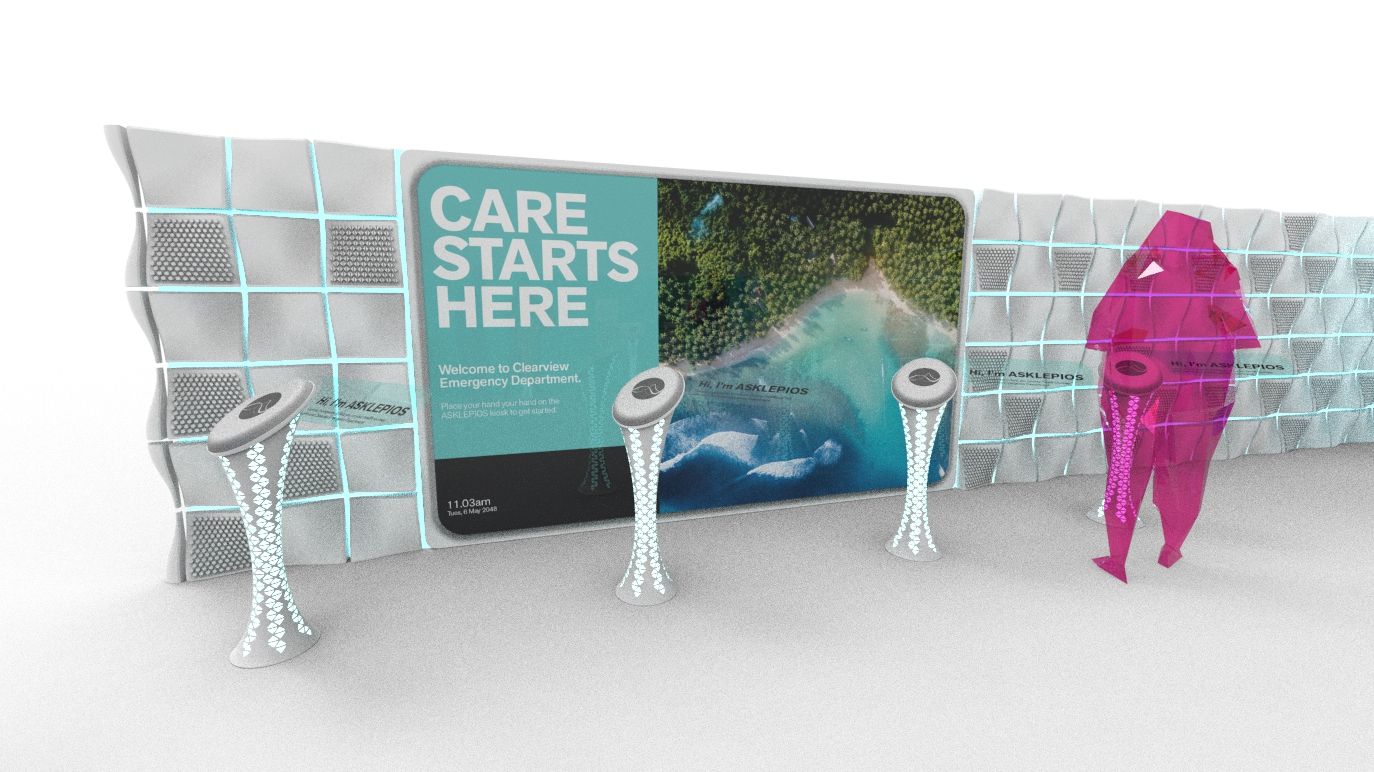 CARE
STARTS
HERE
Welcome to Clearview
Emergency Department.
Place your hand your hand on the
ASKLEPIOS kiosk to get started.
11.03am
Tues, 6 May 2048
Hi, I'm ASKLEPIOS
Hi, I'm ASKLEPIOS
Hi, I'm ASKLEPIOS
Hi, I'm ASKLEPIOS